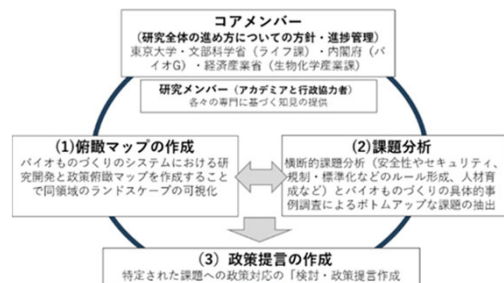 コアメンバー
(研究全体の進め方についての方針・進捗管理)
東京大学・文部科学省(ライフ課)・内閣府(バ
イオG)・経済産業省(生物化学産業課)
研究メンバー(アカデミアと行政協力者)
各々の専門に基づく知見の提供
(1)俯瞰マップの作成
バイオものづくりのシステムにおける研
究開発と政策俯瞰マップを作成すること
で同領域のランドスケープの可視化
(2)課題分析
横断的課題分析(安全性やセキュリティ、
規制・標準化などのルール形成、人材育
成など)とバイオものづくりの具体的事
例調査によるボトムアップな課題の抽出
(3) 政策提言の作成
特定された課題への政策対応の「検討・政策提言作成